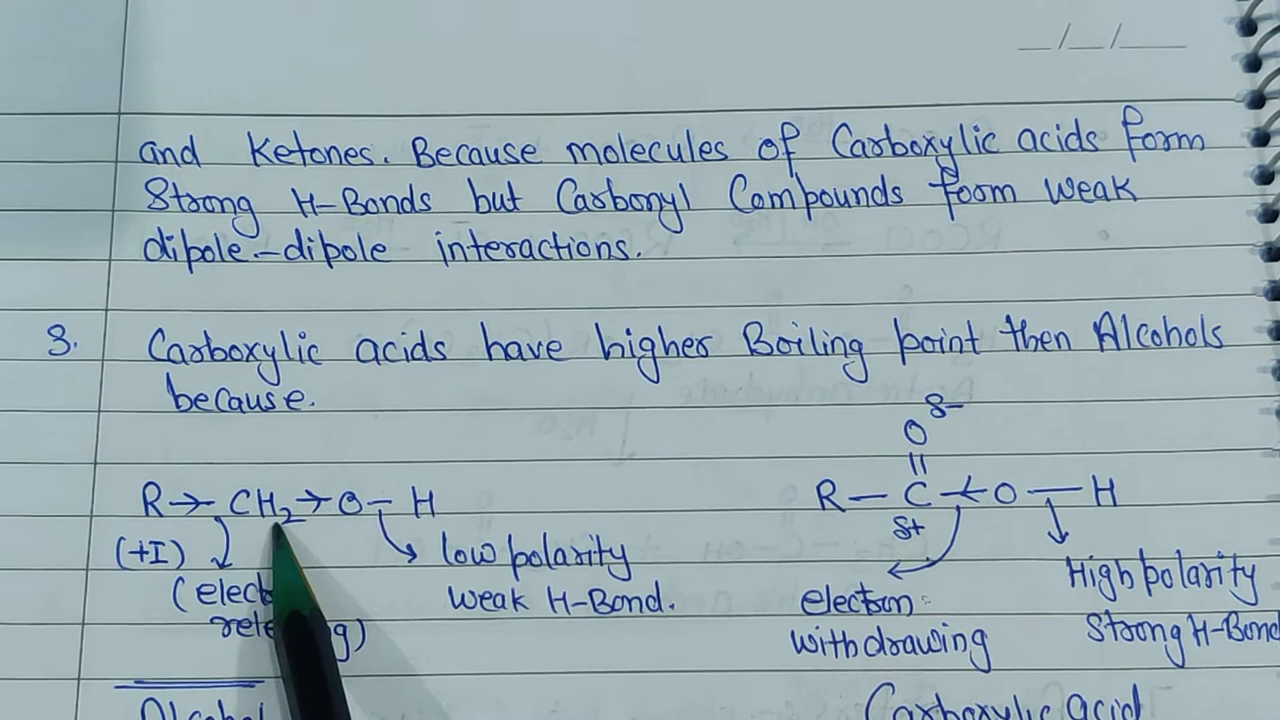 __/__/____
and Ketones. Because molecules of Carboxylic acids form
Strong H-Bonds but Carbonyl Compounds form weak
dipole-dipole interactions.
3. Carboxylic acids have higher Boiling point then Alcohols
because.
δ-
O
||
R → CH₂ → O - H
R - C ← O - H
δ+
(+I)
low polarity
High polarity
weak H-Bond.
electron
Strong H-Bond
withdrawing
Alcohol
Carboxylic Acid